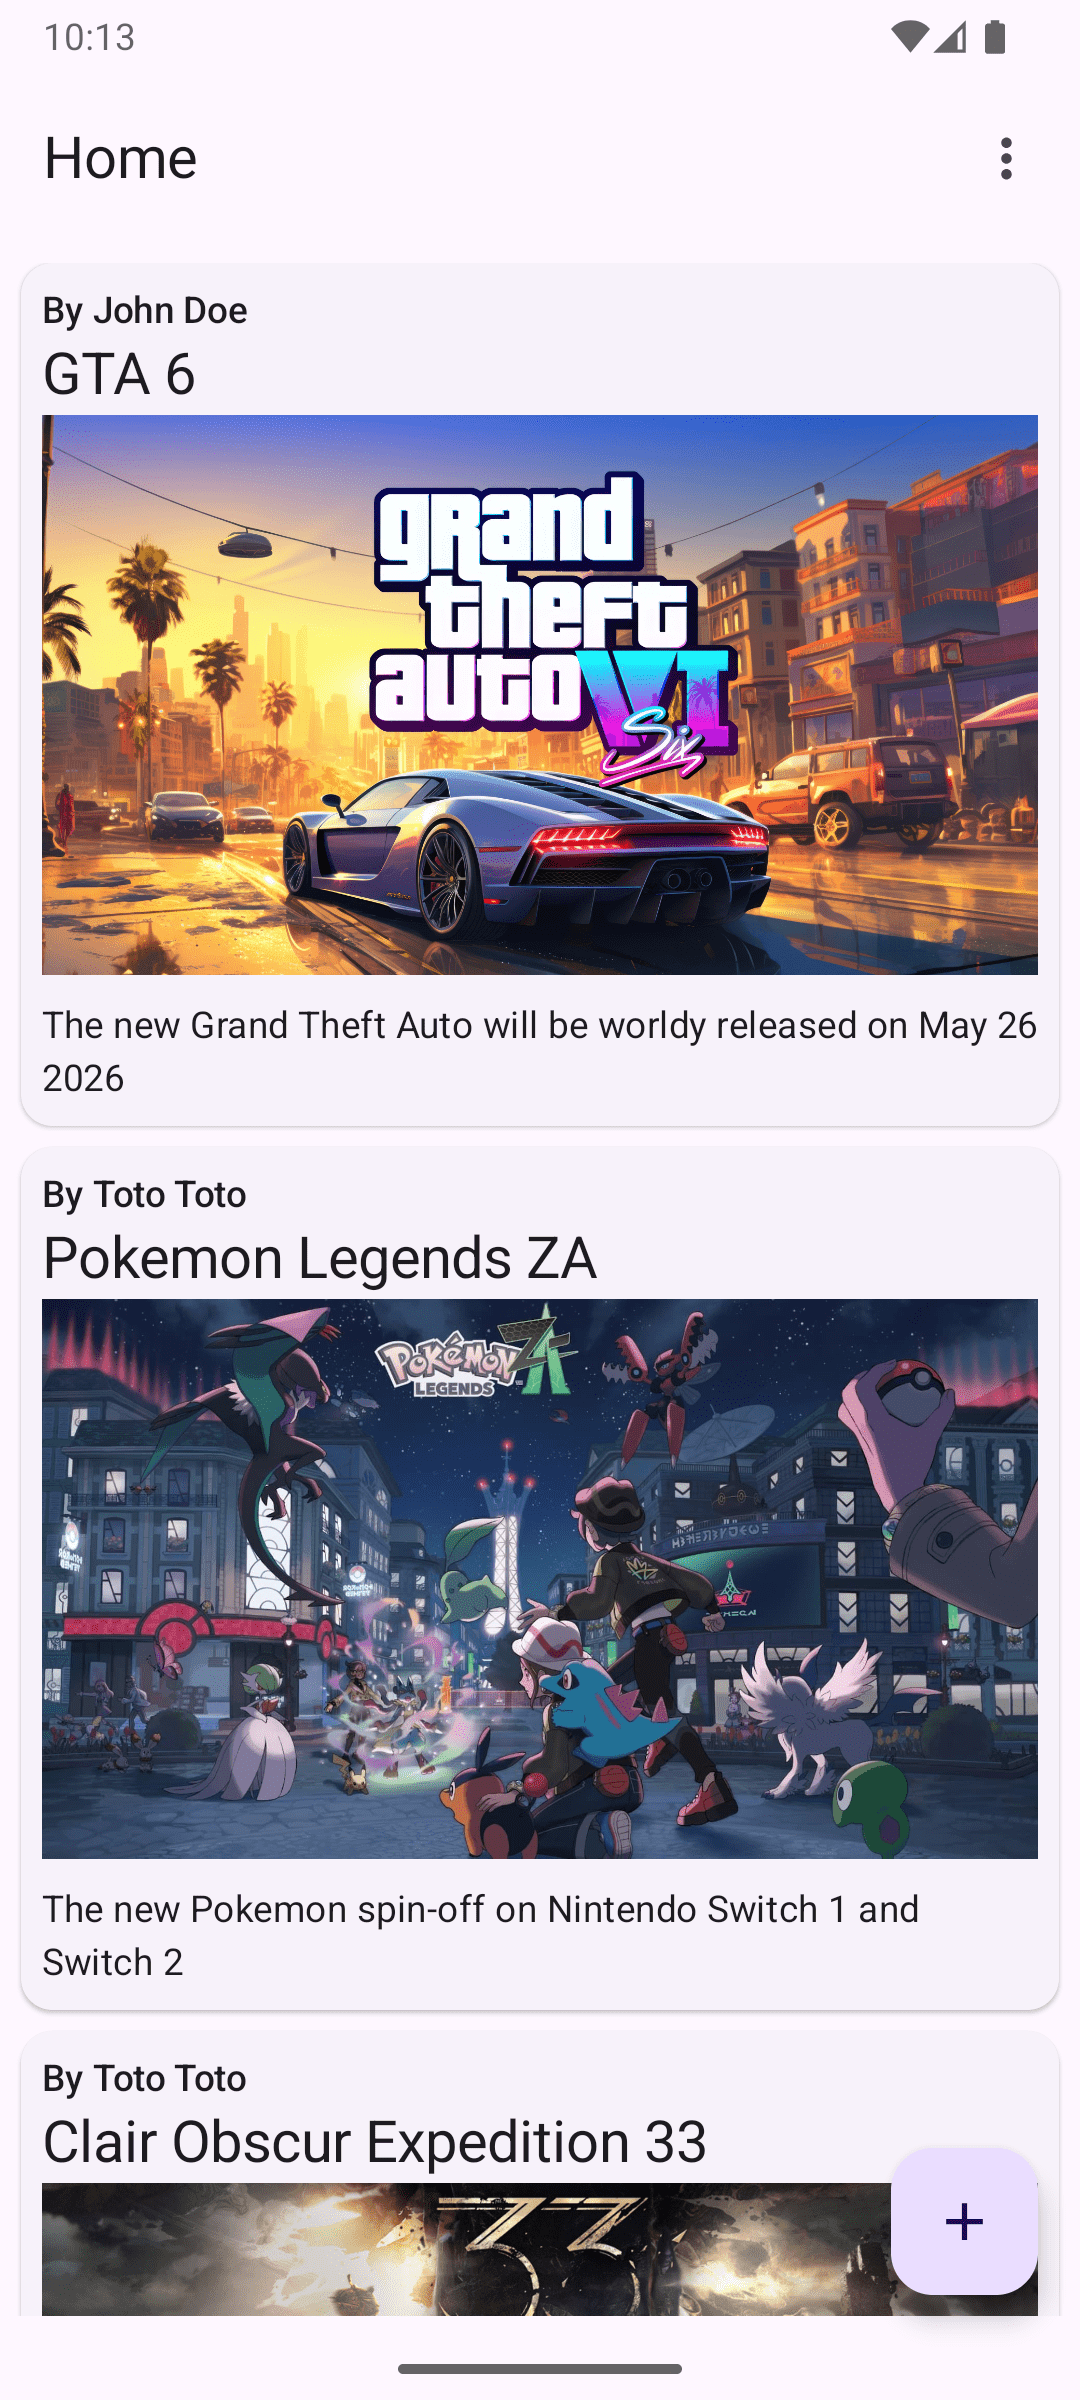 10:13
Home
By John Doe
GTA 6
grand
theft
auto VI
Six
The new Grand Theft Auto will be worldy released on May 26
2026
By Toto Toto
Pokemon Legends ZA
POKéMON ZA
LEGENDS
The new Pokemon spin-off on Nintendo Switch 1 and
Switch 2
By Toto Toto
Clair Obscur Expedition 33
33